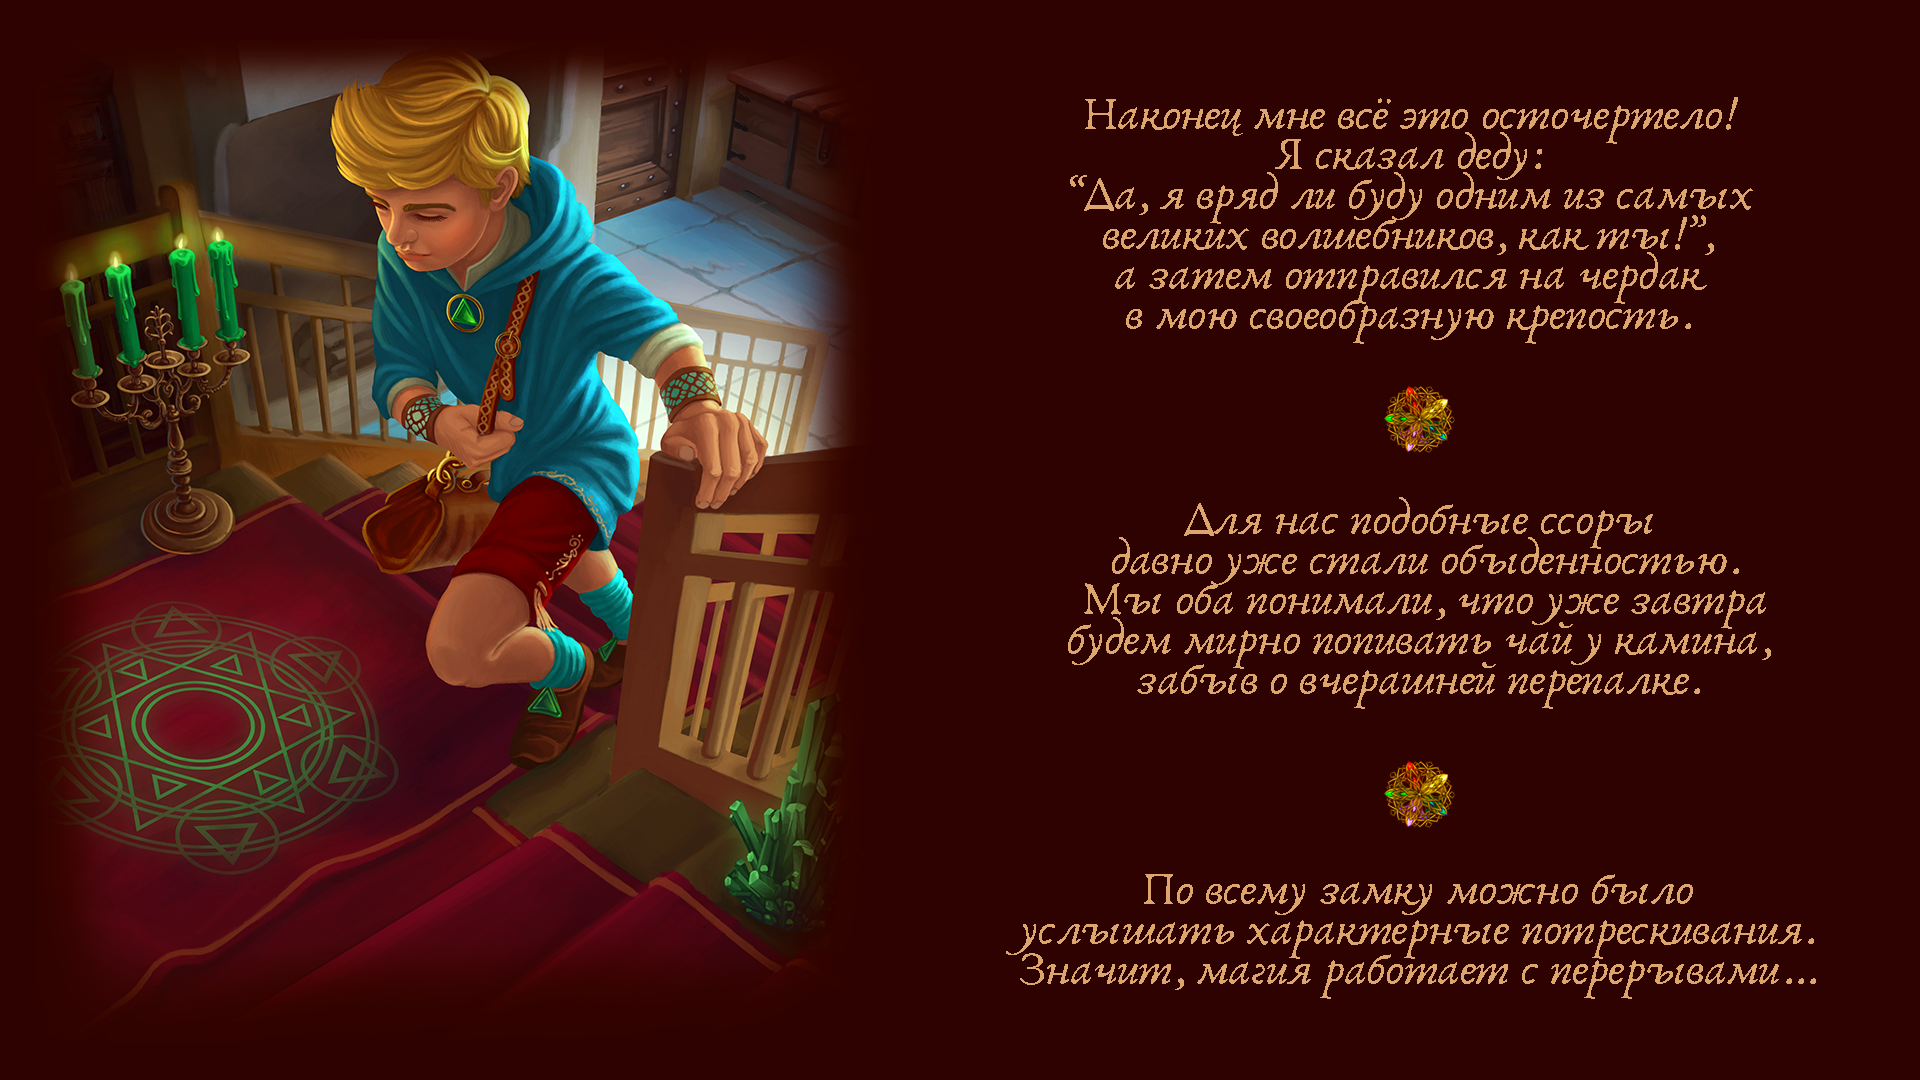 Наконец мне всё это осточертело!
Я сказал деду:
“Да, я вряд ли буду одним из самых
великих волшебников, как ты!”,
а затем отправился на чердак
в мою своеобразную крепость.
Для нас подобные ссоры
давно уже стали обыденностью.
Мы оба понимали, что уже завтра
будем мирно попивать чай у камина,
забыв о вчерашней перепалке.
По всему замку можно было
услышать характерные потрескивания.
Значит, магия работает с перерывами...